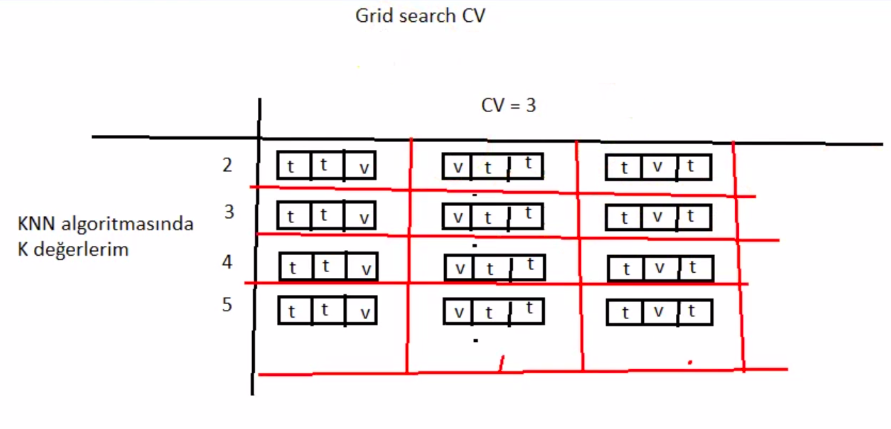 Grid search CV
CV = 3
2 t t v v t t t v t
3 t t v v t t t v t
KNN algoritmasında
K değerlerim
4 t t v v t t t v t
5 t t v v t t t v t